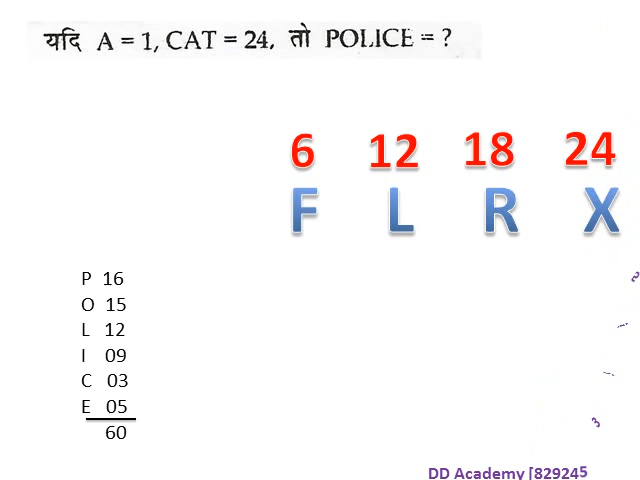 यदि A = 1, CAT = 24, तो POLICE = ?
6 12 18 24
F L R X
P 16
O 15
L 12
I 09
C 03
E 05
60
DD Academy [829245